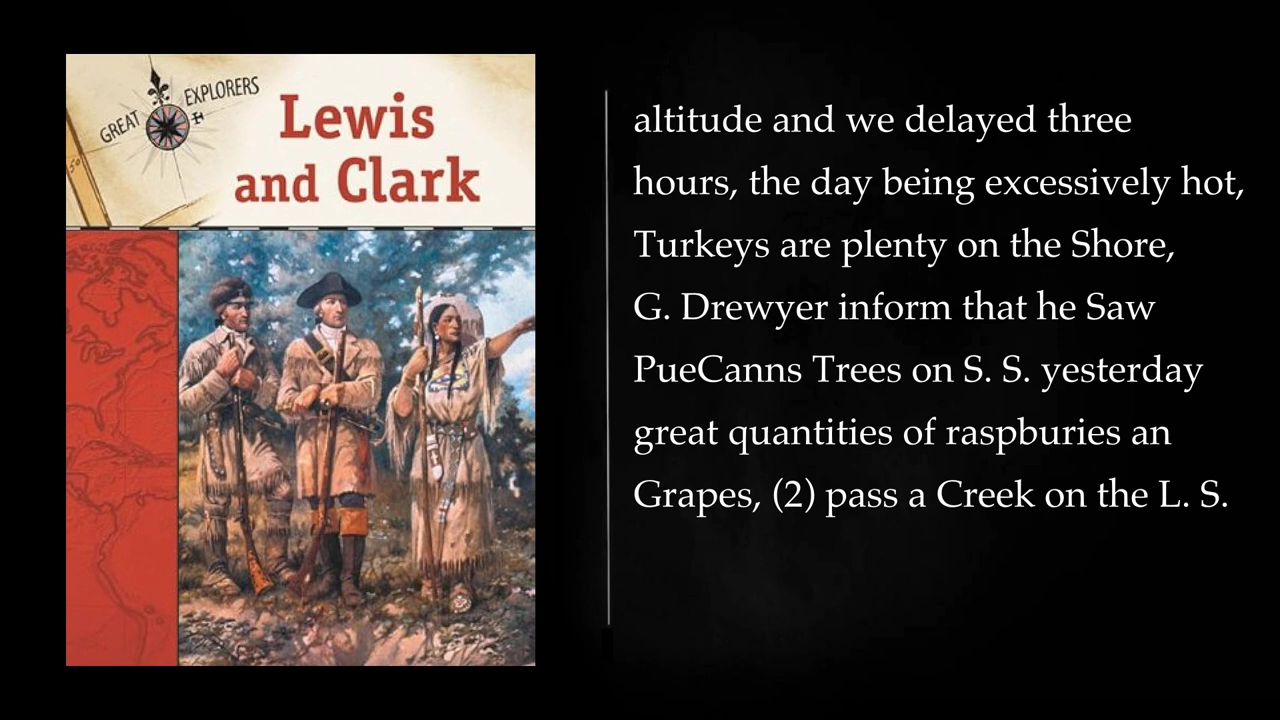 GREAT EXPLORERS
Lewis
and Clark
50
altitude and we delayed three
hours, the day being excessively hot,
Turkeys are plenty on the Shore,
G. Drewyer inform that he Saw
PueCanns Trees on S. S. yesterday
great quantities of raspburies an
Grapes, (2) pass a Creek on the L. S.